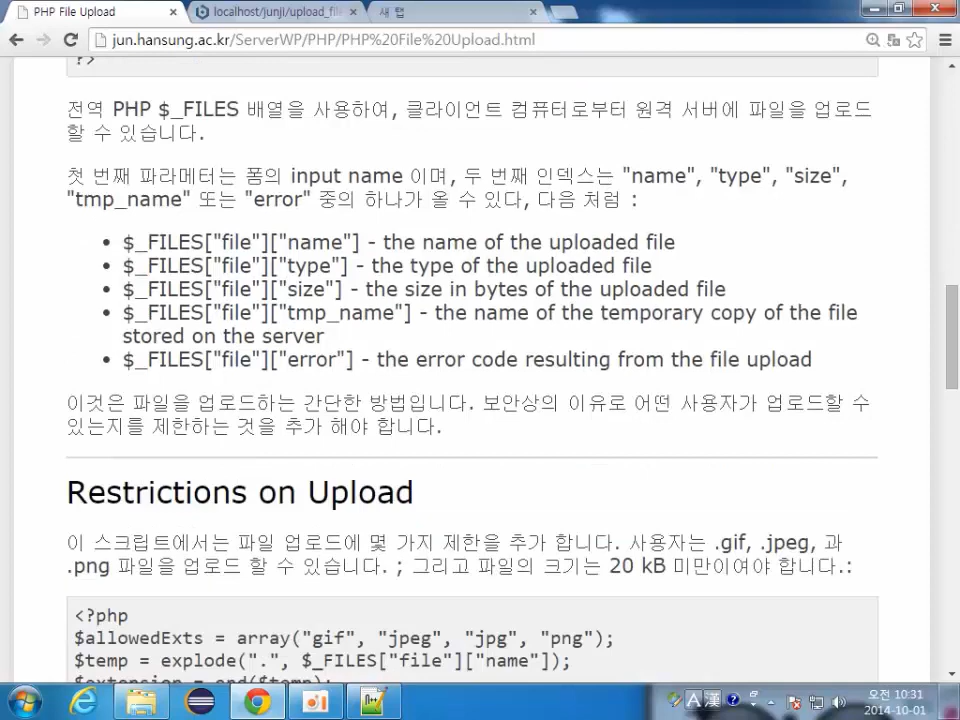 PHP File Upload
localhost/junji/upload_file
새 탭
jun.hansung.ac.kr/ServerWP/PHP/PHP%20File%20Upload.html
?>
전역 PHP $_FILES 배열을 사용하여, 클라이언트 컴퓨터로부터 원격 서버에 파일을 업로드
할 수 있습니다.
첫 번째 파라메터는 폼의 input name 이며, 두 번째 인덱스는 "name", "type", "size",
"tmp_name" 또는 "error" 중의 하나가 올 수 있다, 다음 처럼 :
• $_FILES["file"]["name"] - the name of the uploaded file
• $_FILES["file"]["type"] - the type of the uploaded file
• $_FILES["file"]["size"] - the size in bytes of the uploaded file
• $_FILES["file"]["tmp_name"] - the name of the temporary copy of the file
stored on the server
• $_FILES["file"]["error"] - the error code resulting from the file upload
이것은 파일을 업로드하는 간단한 방법입니다. 보안상의 이유로 어떤 사용자가 업로드할 수
있는지를 제한하는 것을 추가 해야 합니다.
Restrictions on Upload
이 스크립트에서는 파일 업로드에 몇 가지 제한을 추가 합니다. 사용자는 .gif, .jpeg, 과
.png 파일을 업로드 할 수 있습니다. ; 그리고 파일의 크기는 20 kB 미만이여야 합니다.:
<?php
$allowedExts = array("gif", "jpeg", "jpg", "png");
$temp = explode(".", $_FILES["file"]["name"]);
$extension = end($temp);
A 漢
오전 10:31
2014-10-01